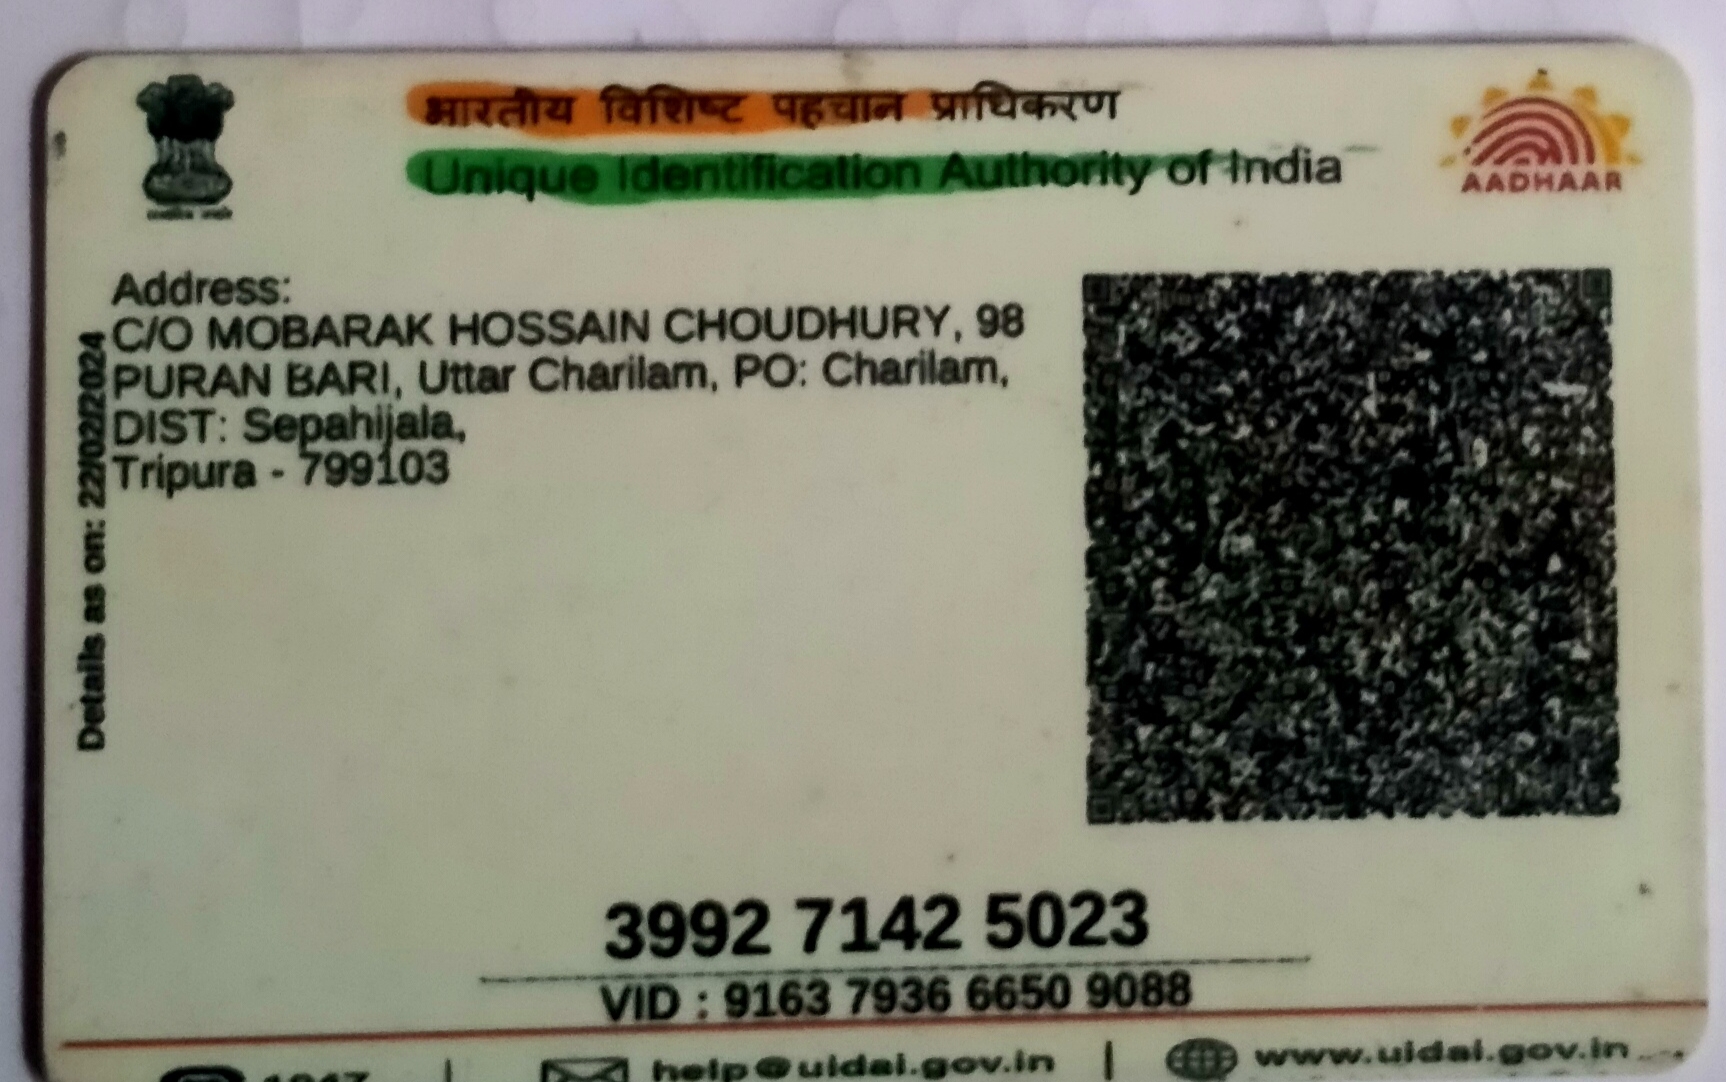 भारतीय विशिष्ट पहचान प्राधिकरण
Unique Identification Authority of India
AADHAAR
Address:
C/O MOBARAK HOSSAIN CHOUDHURY, 98
PURAN BARI, Uttar Charilam, PO: Charilam,
DIST: Sepahijala,
Tripura - 799103
Details as on: 22/02/2024
3992 7142 5023
VID : 9163 7936 6650 9088
1947 | help@uidai.gov.in | www.uidai.gov.in